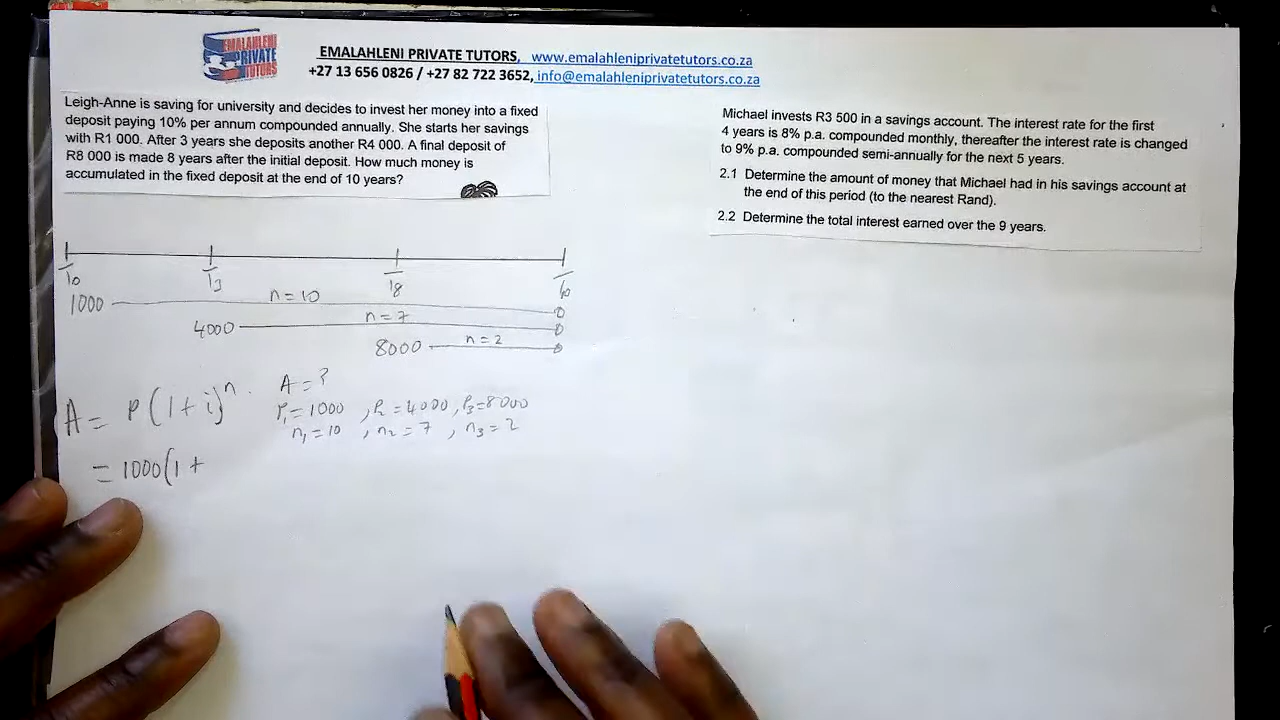 EMALAHLENI
PRIVATE
TUTORS
EMALAHLENI PRIVATE TUTORS, www.emalahleniprivatetutors.co.za
+27 13 656 0826 / +27 82 722 3652, info@emalahleniprivatetutors.co.za
Leigh-Anne is saving for university and decides to invest her money into a fixed
deposit paying 10% per annum compounded annually. She starts her savings
with R1 000. After 3 years she deposits another R4 000. A final deposit of
R8 000 is made 8 years after the initial deposit. How much money is
accumulated in the fixed deposit at the end of 10 years?
Michael invests R3 500 in a savings account. The interest rate for the first
4 years is 8% p.a. compounded monthly, thereafter the interest rate is changed
to 9% p.a. compounded semi-annually for the next 5 years.
2.1 Determine the amount of money that Michael had in his savings account at
the end of this period (to the nearest Rand).
2.2 Determine the total interest earned over the 9 years.
T0 T3 T8
1000 n = 10
4000 n = 7
8000 n = 2
A = P(1 + i)^n A = ?
P1 = 1000, P2 = 4000, P3 = 8000
n1 = 10, n2 = 7, n3 = 2
= 1000(1 +